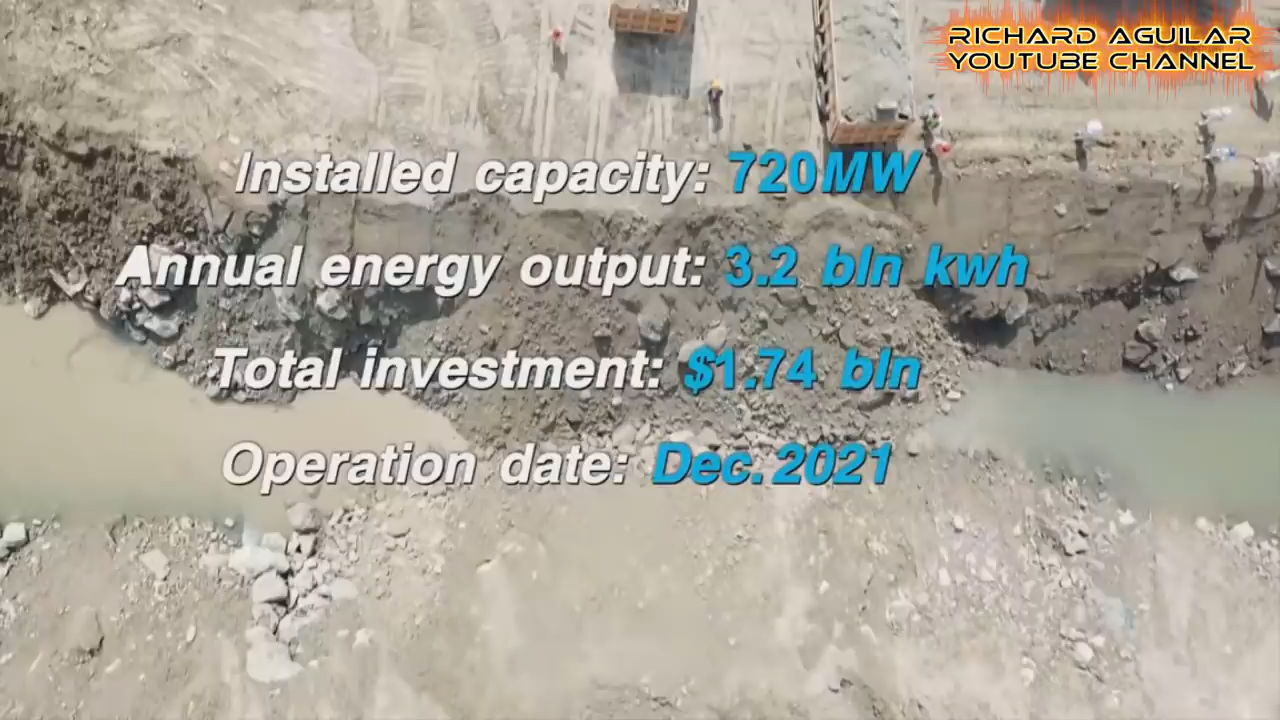 RICHARD AGUILAR
YOUTUBE CHANNEL
Installed capacity: 720MW
Annual energy output: 3.2 bln kwh
Total investment: $1.74 bln
Operation date: Dec. 2021